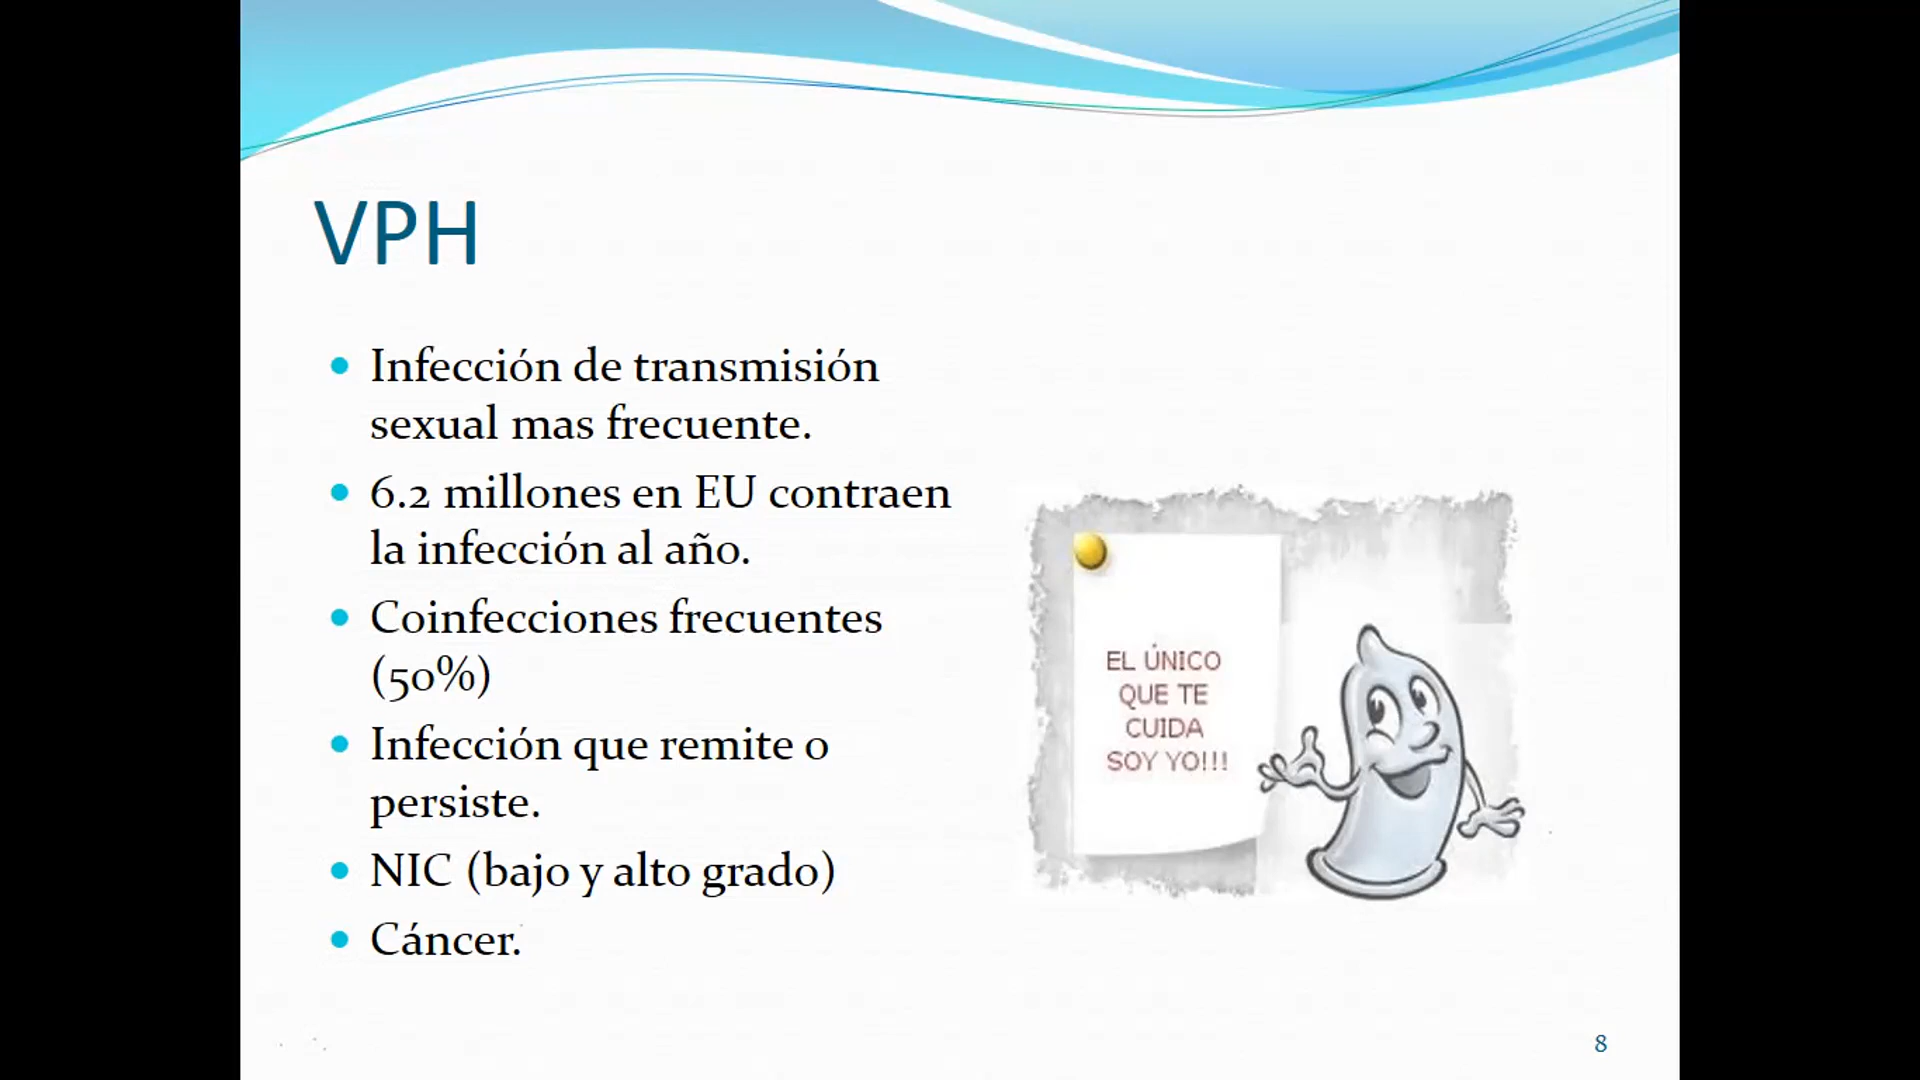 VPH
Infección de transmisión
sexual mas frecuente.
6.2 millones en EU contraen
la infección al año.
Coinfecciones frecuentes
(50%)
Infección que remite o
persiste.
NIC (bajo y alto grado)
Cáncer.
EL ÚNICO
QUE TE
CUIDA
SOY YO!!!
8